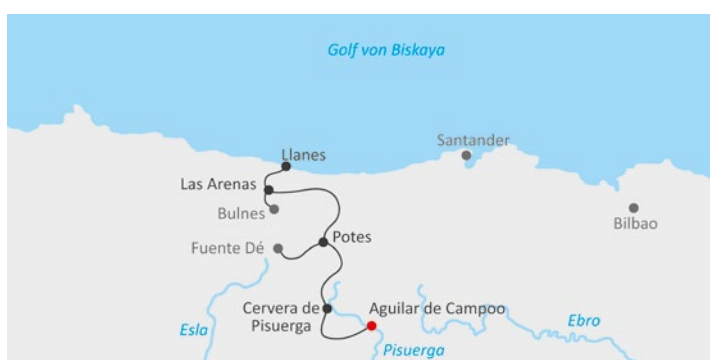 Golf von Biskaya
Santander
Llanes
Las Arenas
Bulnes
Bilbao
Potes
Fuente Dé
Cervera de
Pisuerga
Aguilar de Campoo
Esla
Ebro
Pisuerga